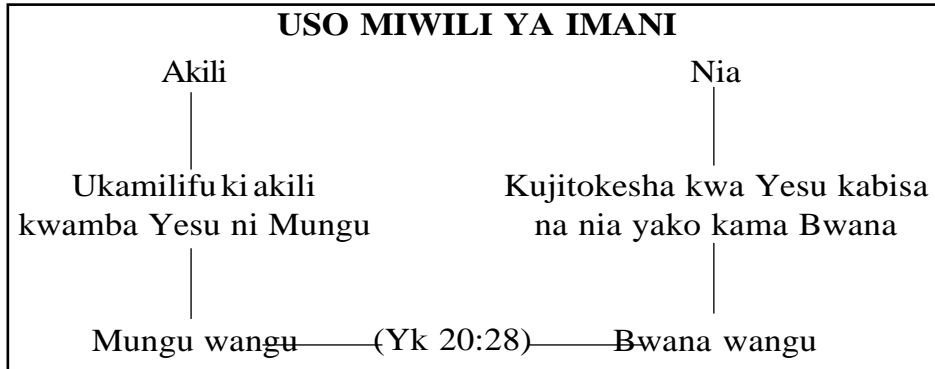 USO MIWILI YA IMANI
Akili Nia
Ukamilifu ki akili Kujitokesha kwa Yesu kabisa
kwamba Yesu ni Mungu na nia yako kama Bwana
Mungu wangu (Yk 20:28) Bwana wangu